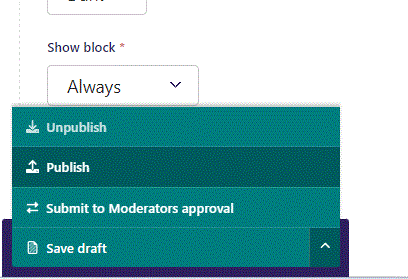 Show block *
Always
Unpublish
Publish
Submit to Moderators approval
Save draft